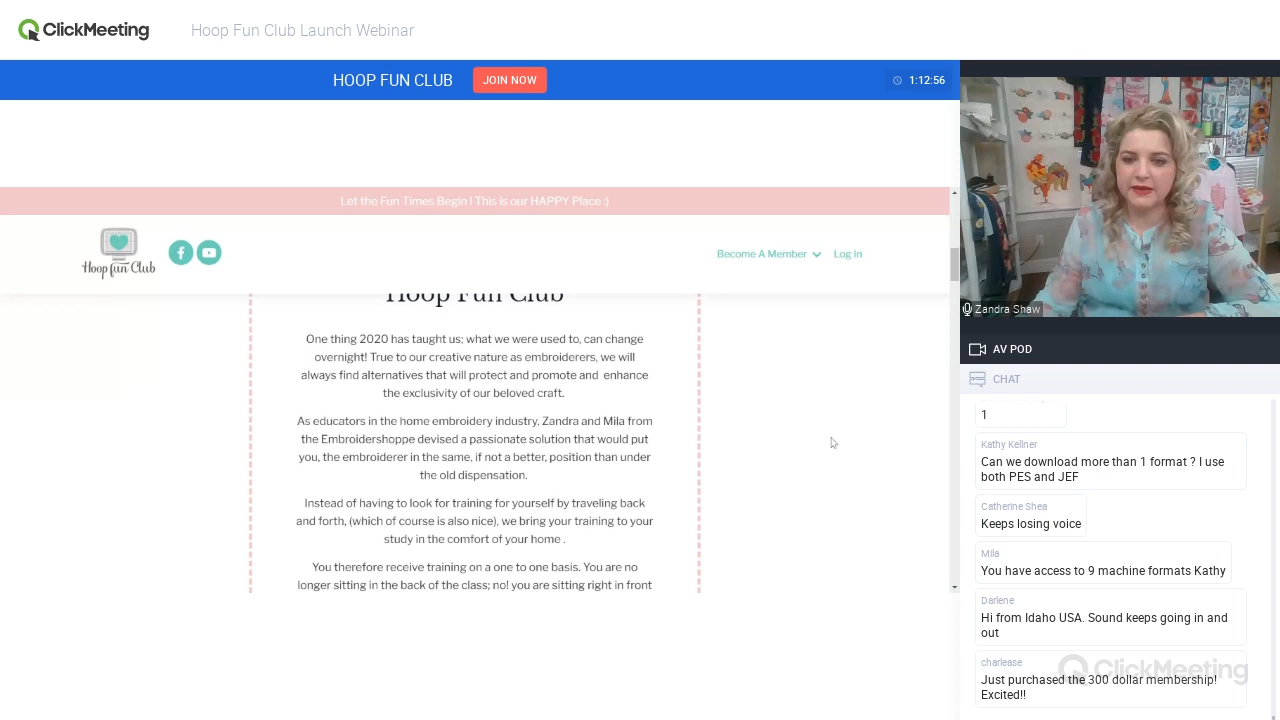 ClickMeeting
Hoop Fun Club Launch Webinar
HOOP FUN CLUB
JOIN NOW
1:12:56
Let the Fun Times Begin ! This is our HAPPY Place :)
Hoop Fun Club
Become A Member
Log In
Hoop Fun Club
One thing 2020 has taught us; what we were used to, can change
overnight! True to our creative nature as embroiderers, we will
always find alternatives that will protect and promote and enhance
the exclusivity of our beloved craft.
As educators in the home embroidery industry, Zandra and Mila from
the Embroidershoppe devised a passionate solution that would put
you, the embroiderer in the same, if not a better, position than under
the old dispensation.
Instead of having to look for training for yourself by traveling back
and forth, (which of course is also nice), we bring your training to your
study in the comfort of your home .
You therefore receive training on a one to one basis. You are no
longer sitting in the back of the class; no! you are sitting right in front
Zandra Shaw
AV POD
CHAT
1
Kathy Kellner
Can we download more than 1 format ? I use
both PES and JEF
Catherine Shea
Keeps losing voice
Mila
You have access to 9 machine formats Kathy
Darlene
Hi from Idaho USA. Sound keeps going in and
out
charlease
Just purchased the 300 dollar membership!
Excited!!
ClickMeeting